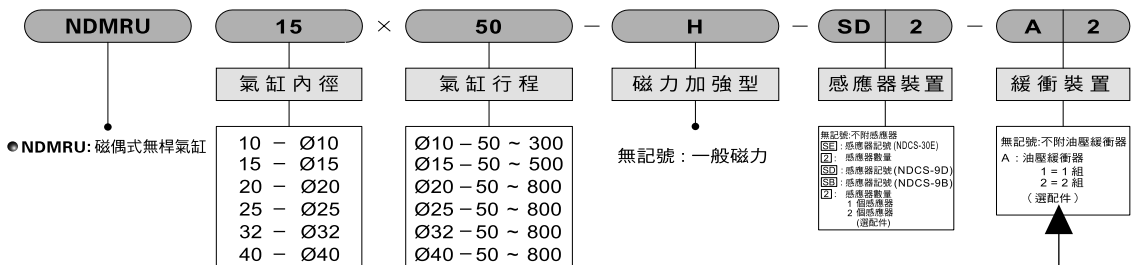 NDMRU 15 × 50 － H － SD 2 － A 2
氣缸內徑
氣缸行程
磁力加強型
感應器裝置
緩衝裝置
●NDMRU: 磁偶式無桿氣缸
10 － Ø10
15 － Ø15
20 － Ø20
25 － Ø25
32 － Ø32
40 － Ø40
Ø10－50 ~ 300
Ø15－50 ~ 500
Ø20－50 ~ 800
Ø25－50 ~ 800
Ø32－50 ~ 800
Ø40－50 ~ 800
無記號：一般磁力
無記號:不附感應器
SE：感應器記號(NDCS-30E)
2： 感應器數量
SD：感應器記號(NDCS-9D)
SB：感應器記號(NDCS-9B)
2： 感應器數量
1 個感應器
2 個感應器
(選配件)
無記號:不附油壓緩衝器
A：油壓緩衝器
1 = 1 組
2 = 2 組
（選配件）